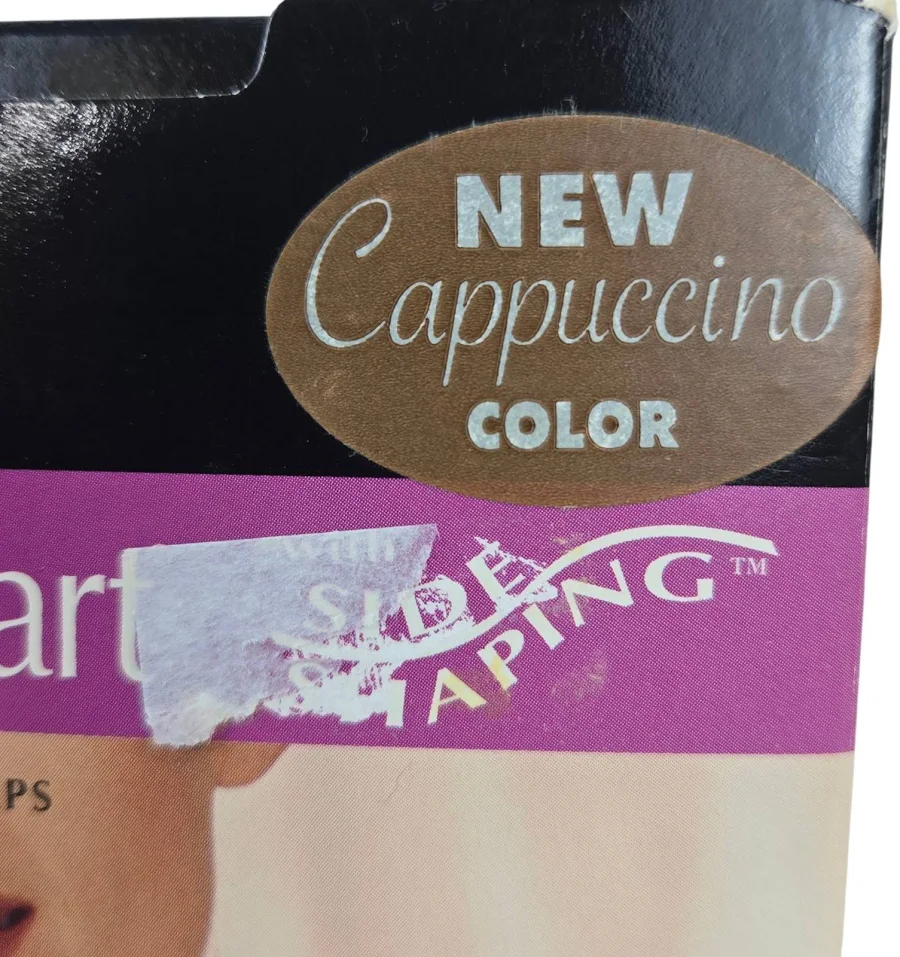 NEW
Cappuccino
COLOR
art
with
SIDE
SHAPING™
PS